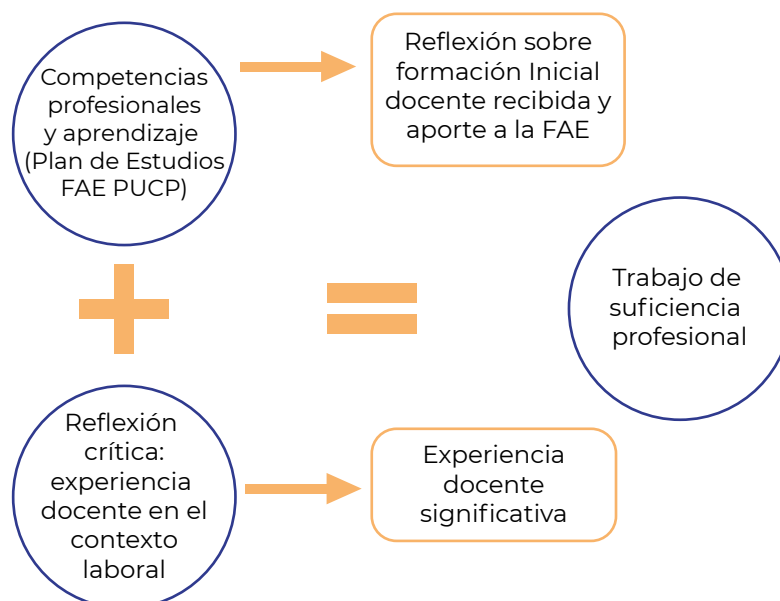 Competencias
profesionales
y aprendizaje
(Plan de Estudios
FAE PUCP)
Reflexión sobre
formación Inicial
docente recibida y
aporte a la FAE
+
=
Trabajo de
suficiencia
profesional
Reflexión
crítica:
experiencia
docente en el
contexto
laboral
Experiencia
docente
significativa